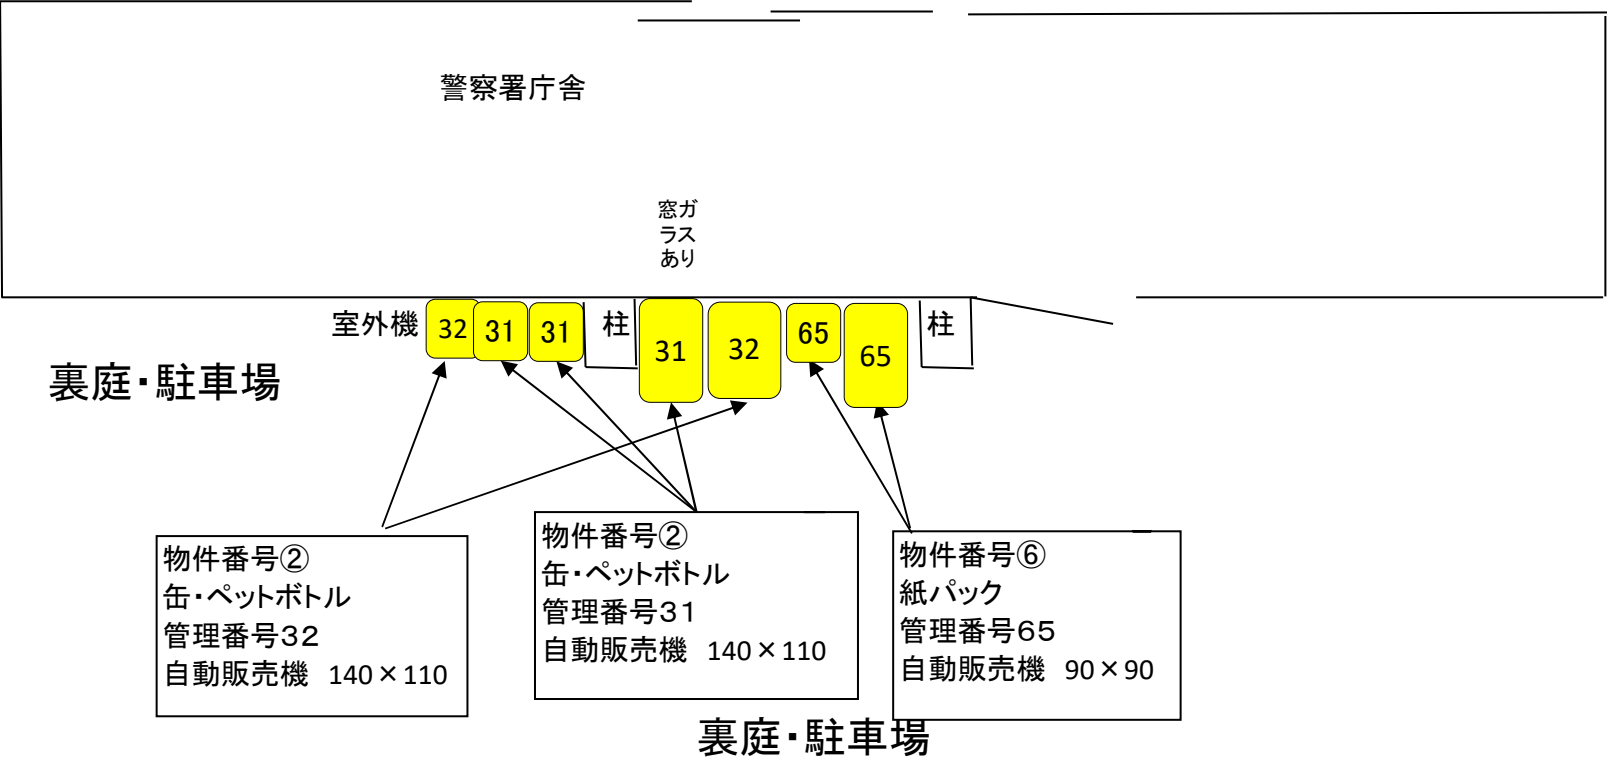 警察署庁舎
窓ガ
ラス
あり
室外機 32 31 31 柱 31 32 65 65 柱
裏庭・駐車場
物件番号②
缶・ペットボトル
管理番号32
自動販売機　140×110
物件番号②
缶・ペットボトル
管理番号31
自動販売機　140×110
物件番号⑥
紙パック
管理番号65
自動販売機　90×90
裏庭・駐車場